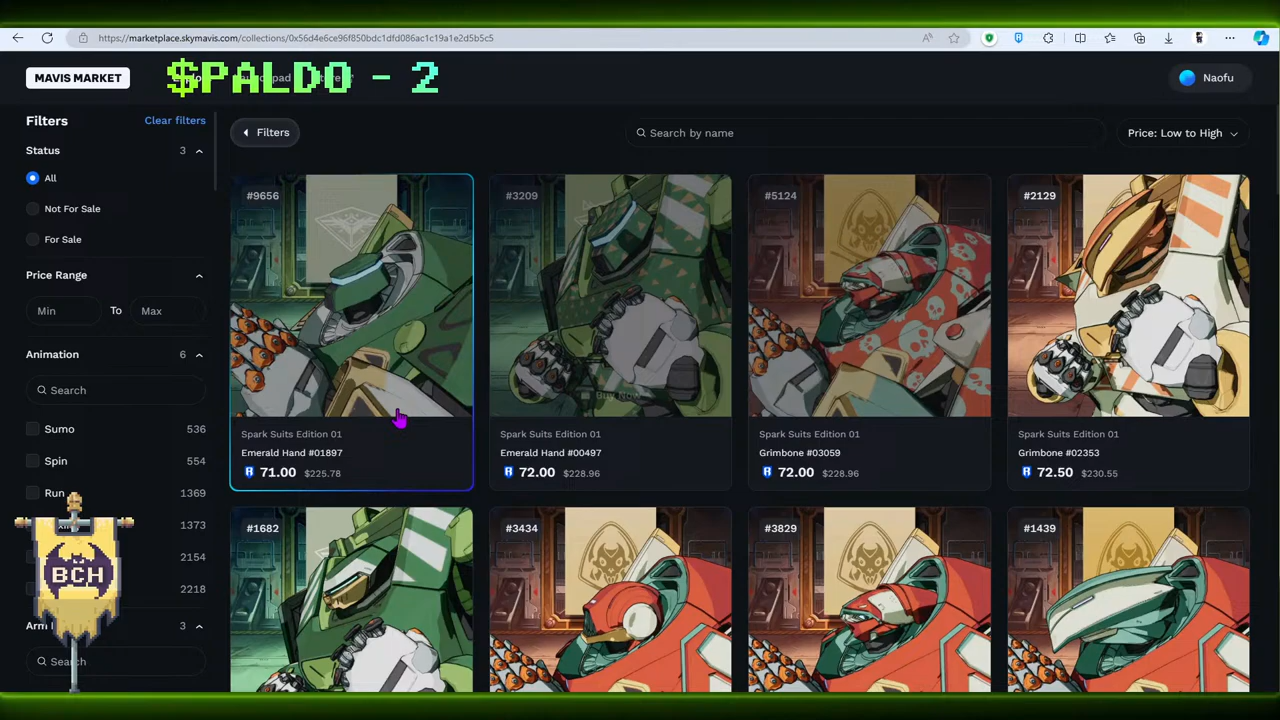 https://marketplace.skymavis.com/collections/0x56d4e6ce96f850bdc1dfd086ac1c19a1e2d5b5c5
MAVIS MARKET
$PALDO - 2
Naofu
Filters
Clear filters
Filters
Search by name
Price: Low to High
Status
3
All
Not For Sale
For Sale
Price Range
Min
To
Max
Animation
6
Search
Sumo
536
Spin
554
Run
1369
1373
2154
2218
Arm
3
Search
BCH
#9656
Spark Suits Edition 01
Emerald Hand #01897
71.00
$225.78
#3209
Buy Now
Spark Suits Edition 01
Emerald Hand #00497
72.00
$228.96
#5124
Spark Suits Edition 01
Grimbone #03059
72.00
$228.96
#2129
Spark Suits Edition 01
Grimbone #02353
72.50
$230.55
#1682
#3434
#3829
#1439